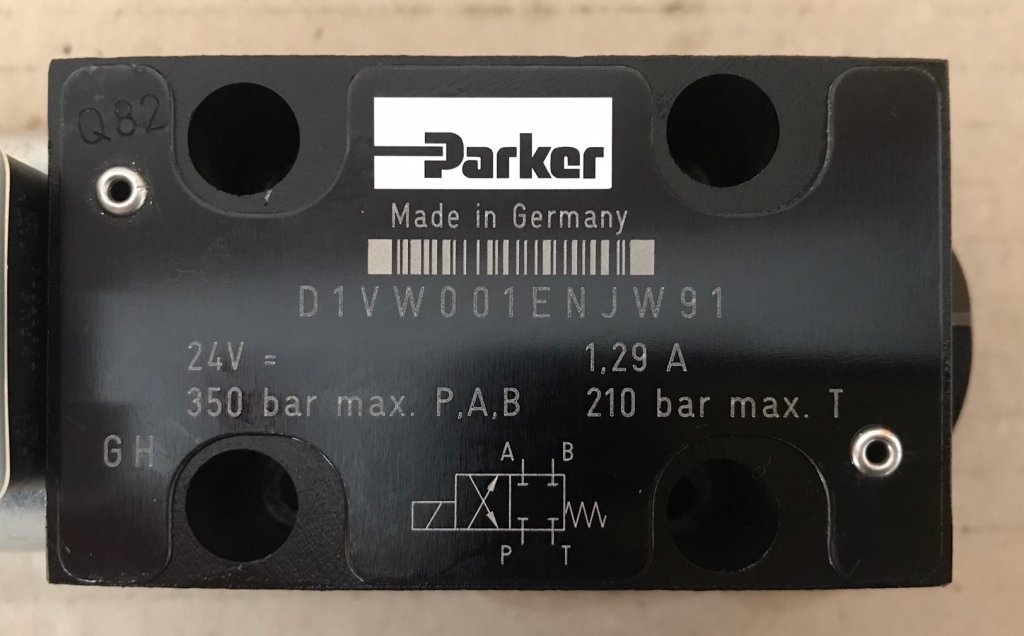 Q82
Parker
Made in Germany
D1VW001ENJW91
24V = 1,29 A
350 bar max. P,A,B 210 bar max. T
GH
A B
P T